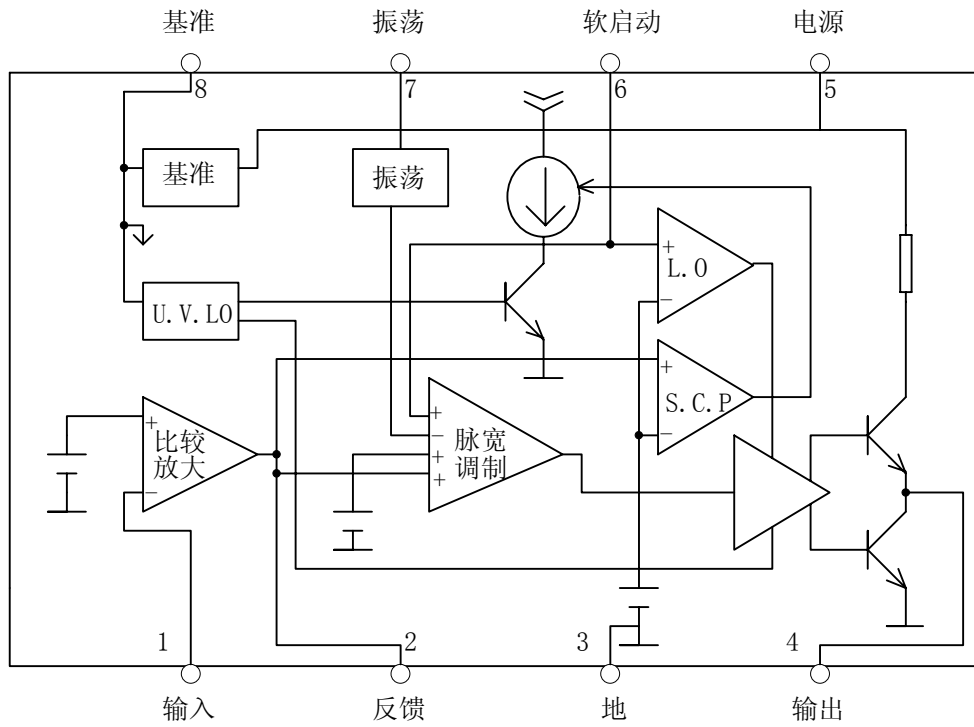 基准 振荡 软启动 电源
8 7 6 5
基准 振荡
+
L.O
−
U.V.LO
+
S.C.P
−
+
比较
放大
−
+
−
+
+
脉宽
调制
1 2 3 4
输入 反馈 地 输出